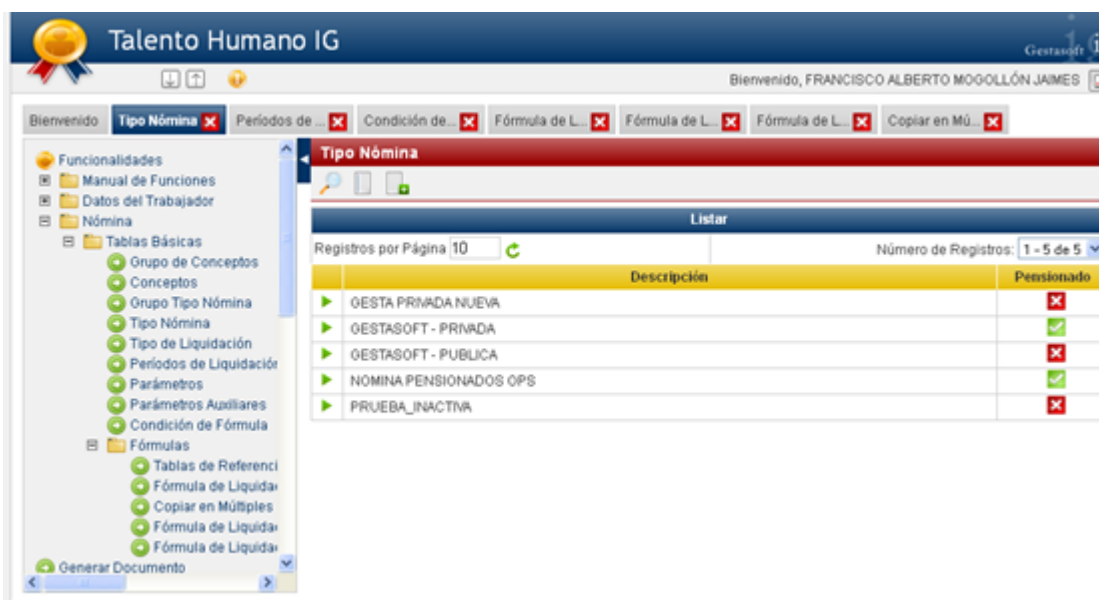 Talento Humano IG
Gestasoft
Bienvenido, FRANCISCO ALBERTO MOGOLLÓN JAIMES
Bienvenido Tipo Nómina Períodos de ... Condición de... Fórmula de L... Fórmula de L... Fórmula de L... Copiar en Mú...
Funcionalidades
Manual de Funciones
Datos del Trabajador
Nómina
Tablas Básicas
Grupo de Conceptos
Conceptos
Grupo Tipo Nómina
Tipo Nómina
Tipo de Liquidación
Períodos de Liquidación
Parámetros
Parámetros Auxiliares
Condición de Fórmula
Fórmulas
Tablas de Referenci
Fórmula de Liquida
Copiar en Múltiples
Fórmula de Liquida
Fórmula de Liquida
Generar Documento
Tipo Nómina
Listar
Registros por Página 10 Número de Registros: 1 - 5 de 5
Descripción Pensionado
GESTA PRIVADA NUEVA
GESTASOFT - PRIVADA
GESTASOFT - PUBLICA
NOMINA PENSIONADOS OPS
PRUEBA_INACTIVA